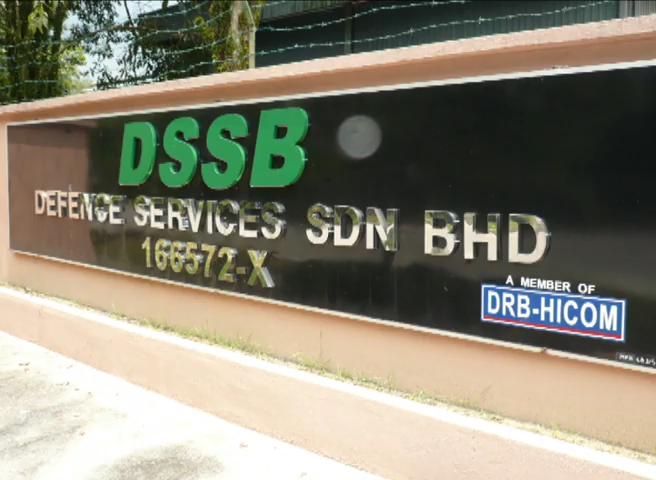 DSSB
DEFENCE SERVICES SDN BHD
166572-X
A MEMBER OF
DRB-HICOM